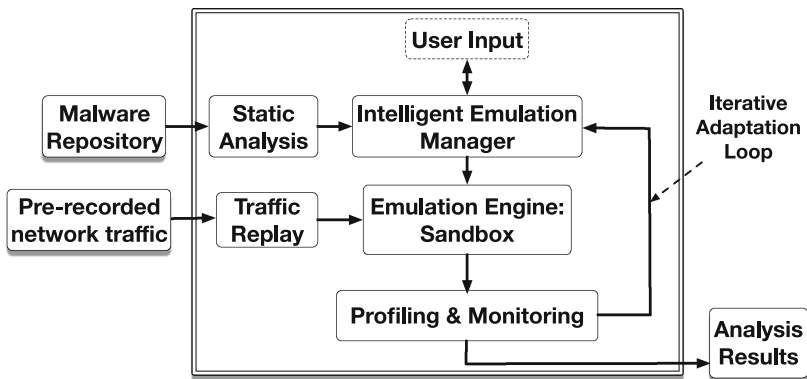 User Input
Malware
Repository
Static
Analysis
Intelligent Emulation
Manager
Iterative
Adaptation
Loop
Pre-recorded
network traffic
Traffic
Replay
Emulation Engine:
Sandbox
Profiling & Monitoring
Analysis
Results